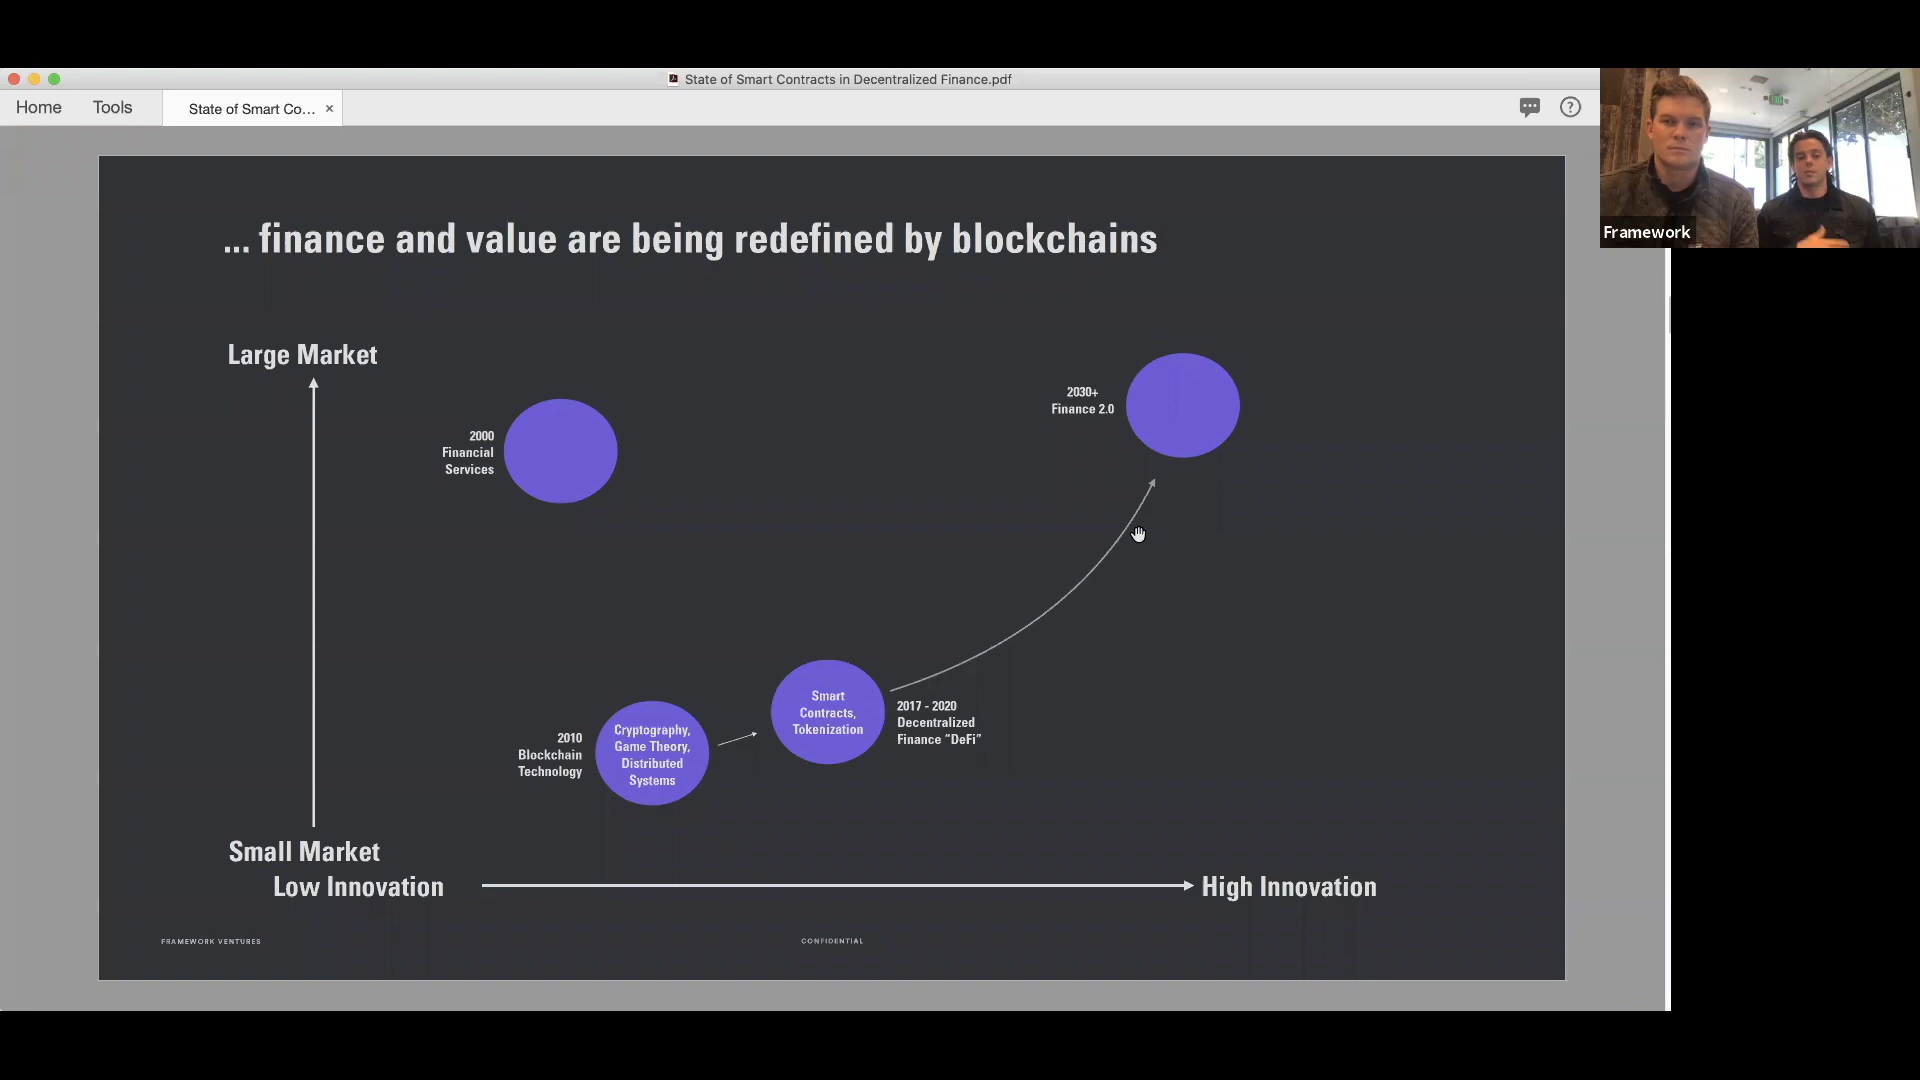 State of Smart Contracts in Decentralized Finance.pdf
Home
Tools
State of Smart Co...
Framework
... finance and value are being redefined by blockchains
Large Market
2030+
Finance 2.0
2000
Financial
Services
Smart
Contracts,
Tokenization
2017 - 2020
Decentralized
Finance “DeFi”
2010
Blockchain
Technology
Cryptography,
Game Theory,
Distributed
Systems
Small Market
Low Innovation
High Innovation
FRAMEWORK VENTURES
CONFIDENTIAL